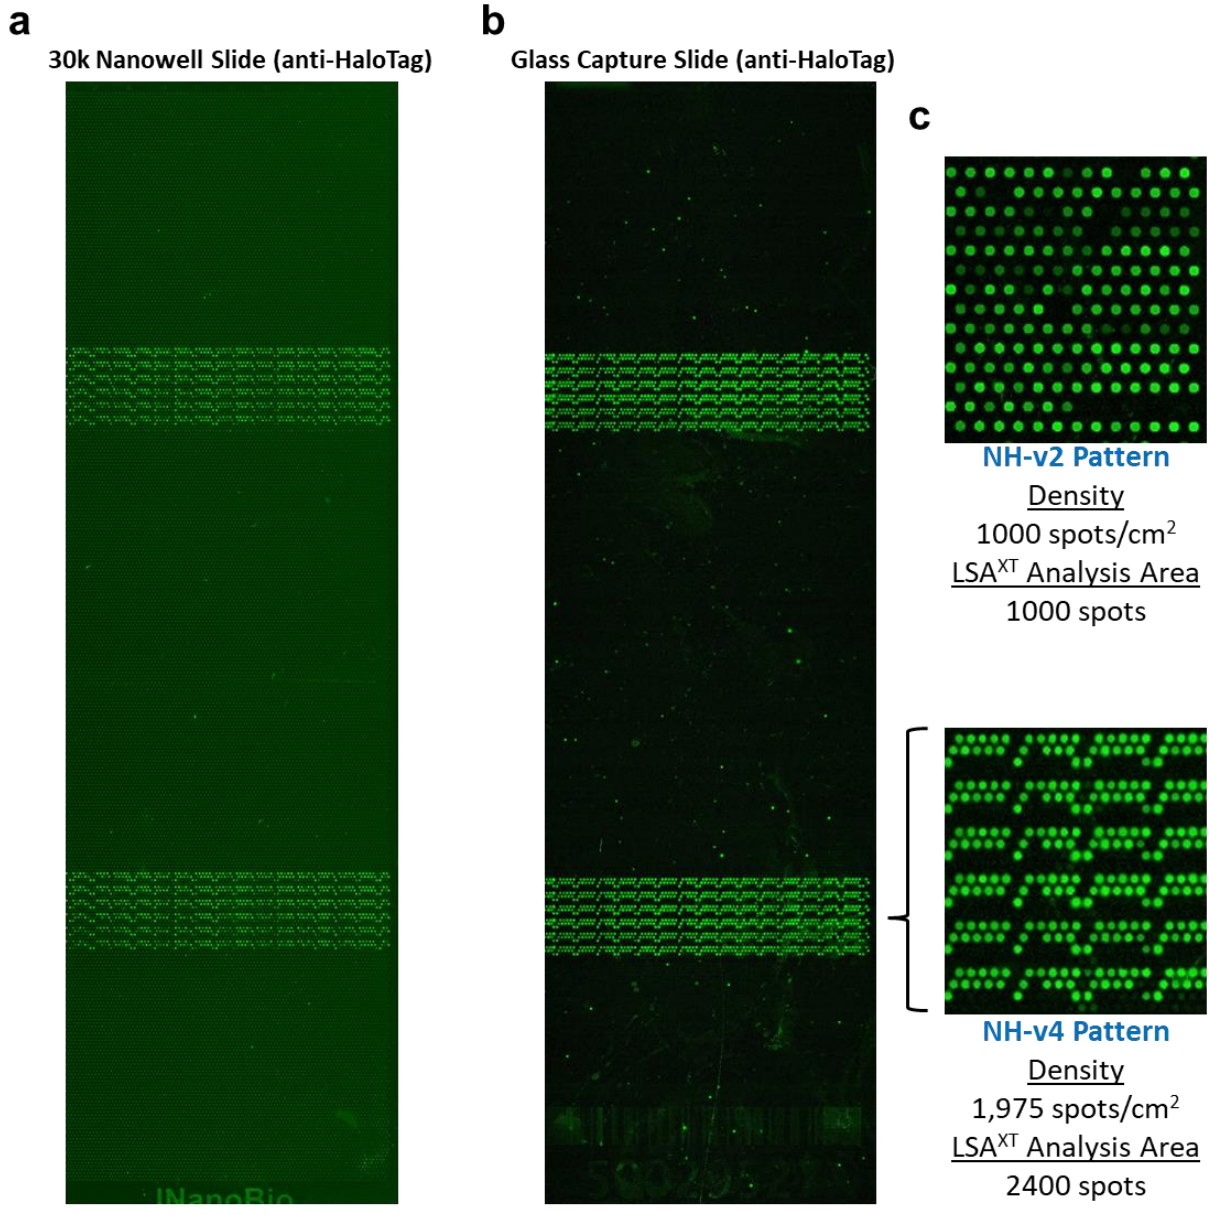 a
30k Nanowell Slide (anti-HaloTag)
b
Glass Capture Slide (anti-HaloTag)
c
NH-v2 Pattern
Density
1000 spots/cm²
LSAˣᵀ Analysis Area
1000 spots
NH-v4 Pattern
Density
1,975 spots/cm²
LSAˣᵀ Analysis Area
2400 spots
INanoBio